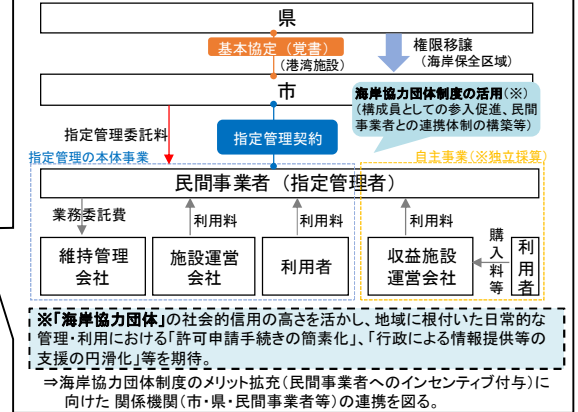 県
基本協定（覚書）
（港湾施設）
権限移譲
（海岸保全区域）
市
海岸協力団体制度の活用（※）
（構成員としての参入促進、民間
事業者との連携体制の構築等）
指定管理委託料
指定管理契約
指定管理の本体事業
自主事業（※独立採算）
民間事業者（指定管理者）
業務委託費
利用料
利用料
利用料
購入料等
維持管理
会社
施設運営
会社
利用者
収益施設
運営会社
利用者
※「海岸協力団体」の社会的信用の高さを活かし、地域に根付いた日常的な
管理・利用における「許可申請手続きの簡素化」、「行政による情報提供等の
支援の円滑化」等を期待。
⇒海岸協力団体制度のメリット拡充（民間事業者へのインセンティブ付与）に
向けた 関係機関（市・県・民間事業者等）の連携を図る。